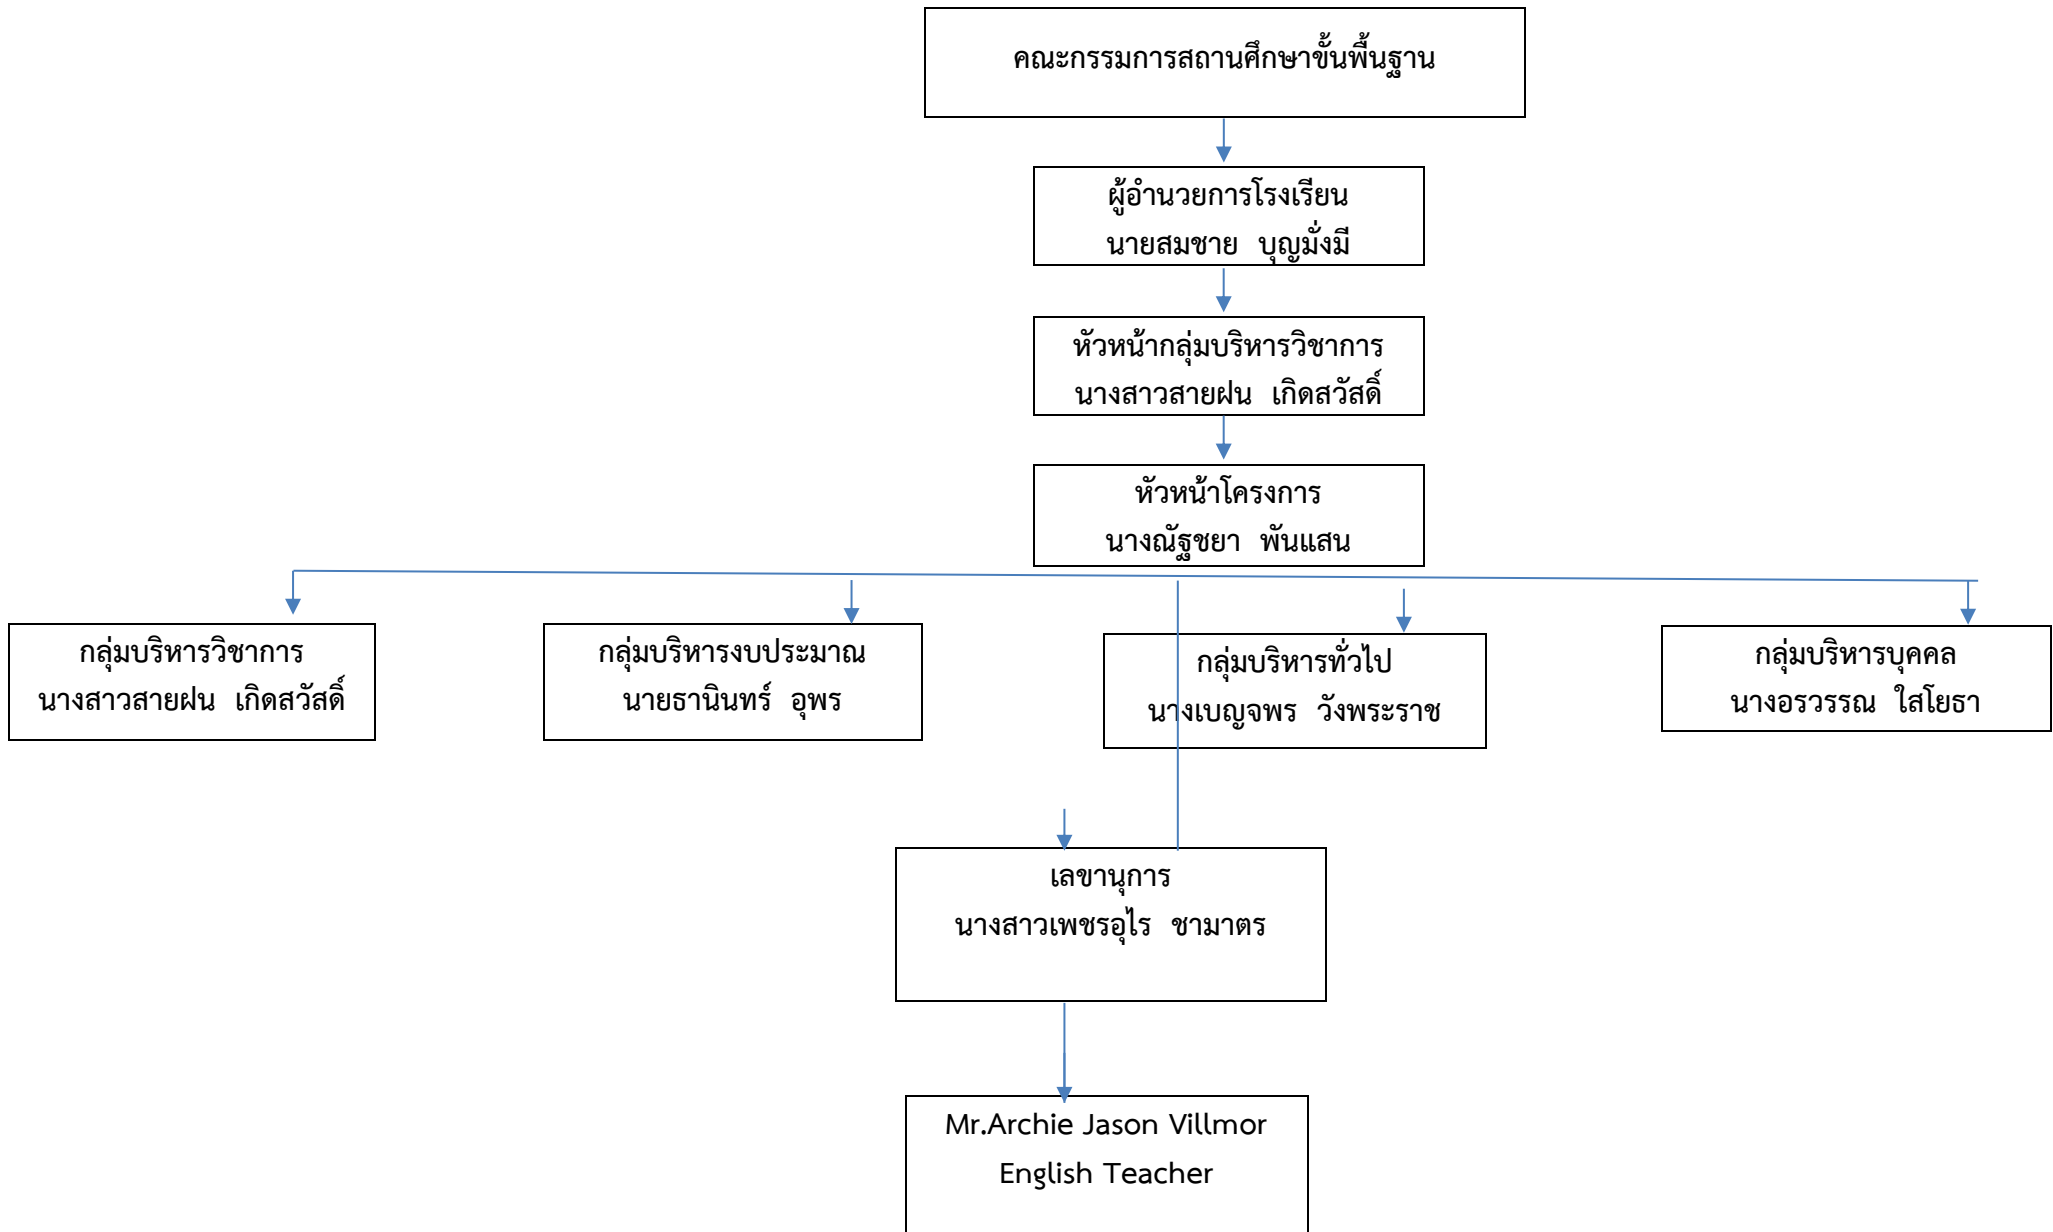 คณะกรรมการสถานศึกษาขั้นพื้นฐาน
ผู้อำนวยการโรงเรียน
นายสมชาย บุญมั่งมี
หัวหน้ากลุ่มบริหารวิชาการ
นางสาวสายฝน เกิดสวัสดิ์
หัวหน้าโครงการ
นางณัฐชยา พันแสน
กลุ่มบริหารวิชาการ
นางสาวสายฝน เกิดสวัสดิ์
กลุ่มบริหารงบประมาณ
นายธานินทร์ อุพร
กลุ่มบริหารทั่วไป
นางเบญจพร วังพระราช
กลุ่มบริหารบุคคล
นางอรวรรณ ใสโยธา
เลขานุการ
นางสาวเพชรอุไร ชามาตร
Mr.Archie Jason Villmor
English Teacher